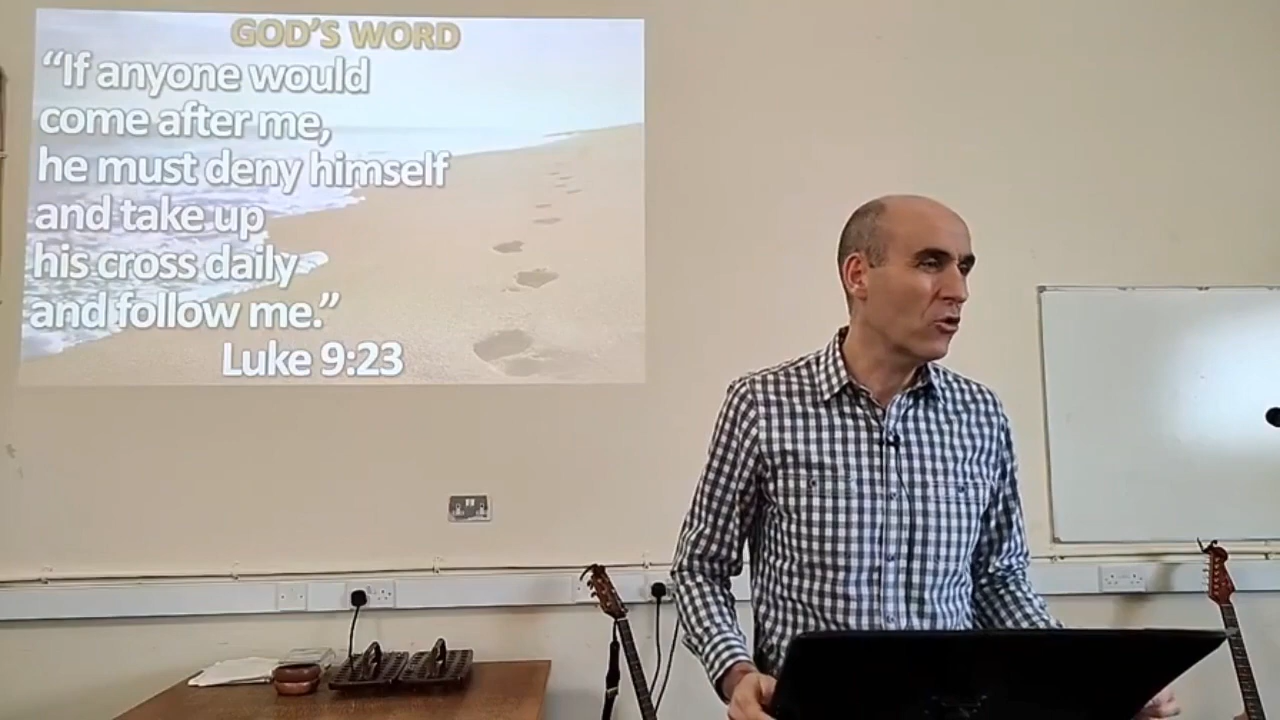 GOD'S WORD
“If anyone would
come after me,
he must deny himself
and take up
his cross daily
and follow me.”
Luke 9:23